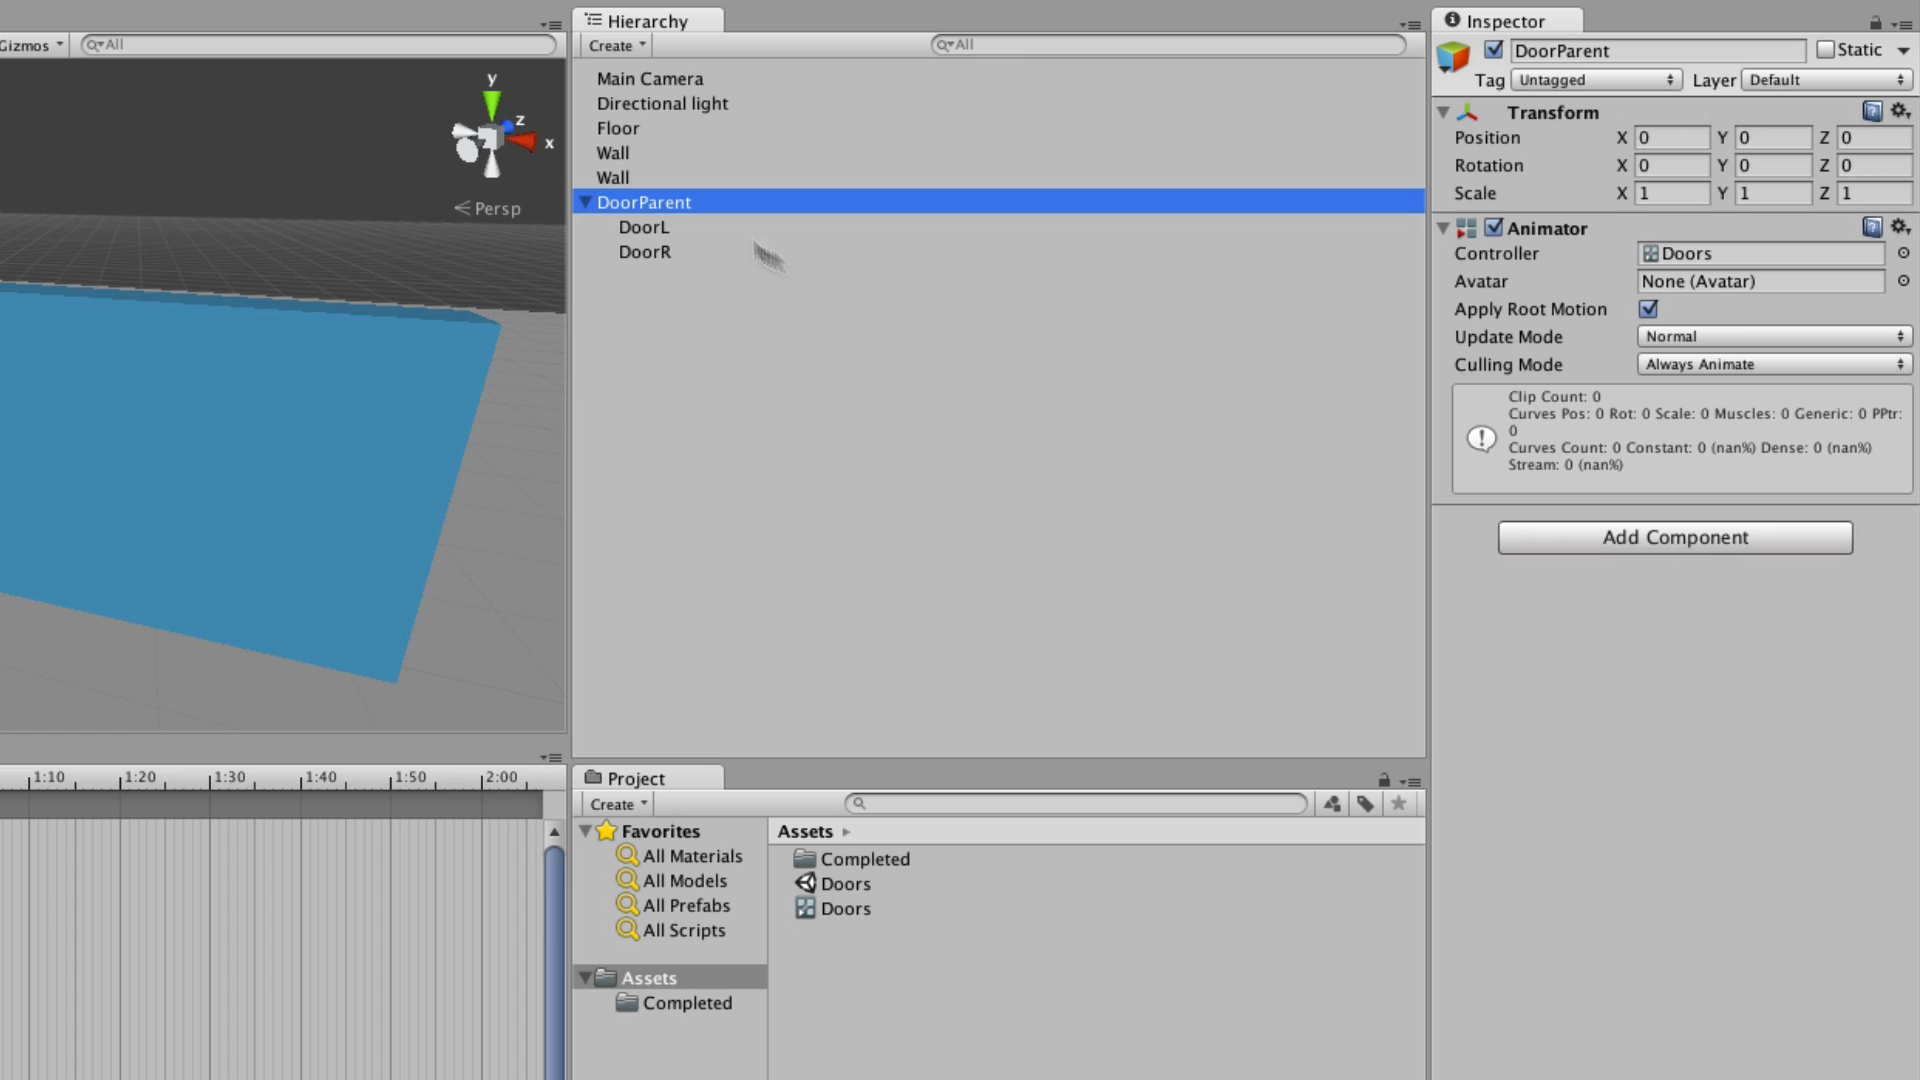 Gizmos
All
y
z
x
Persp
1:10 1:20 1:30 1:40 1:50 2:00
Hierarchy
Create
All
Main Camera
Directional light
Floor
Wall
Wall
DoorParent
DoorL
DoorR
Project
Create
Favorites
All Materials
All Models
All Prefabs
All Scripts
Assets
Completed
Assets
Completed
Doors
Doors
Inspector
DoorParent Static
Tag Untagged Layer Default
Transform
Position X 0 Y 0 Z 0
Rotation X 0 Y 0 Z 0
Scale X 1 Y 1 Z 1
Animator
Controller Doors
Avatar None (Avatar)
Apply Root Motion
Update Mode Normal
Culling Mode Always Animate
Clip Count: 0
Curves Pos: 0 Rot: 0 Scale: 0 Muscles: 0 Generic: 0 PPtr:
0
Curves Count: 0 Constant: 0 (nan%) Dense: 0 (nan%)
Stream: 0 (nan%)
Add Component